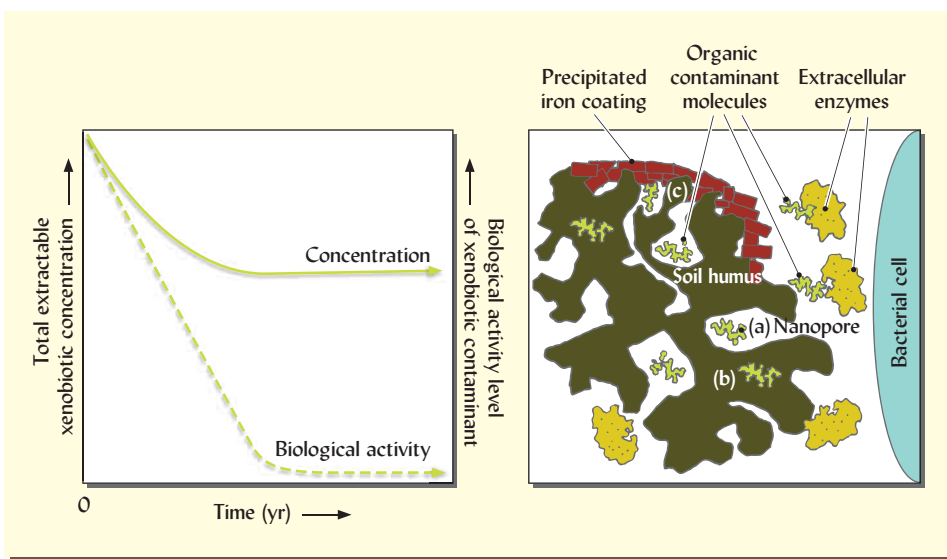 Total extractable
xenobiotic concentration
Concentration
Biological activity
0
Time (yr)
Biological activity level
of xenobiotic contaminant
Precipitated
iron coating
Organic
contaminant
molecules
Extracellular
enzymes
(c)
Soil humus
(a) Nanopore
(b)
Bacterial cell